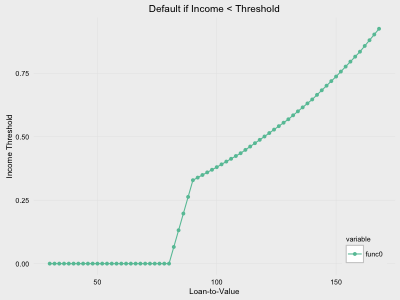 Default if Income < Threshold
Income Threshold
0.75
0.50
0.25
0.00
50
100
150
Loan-to-Value
variable
func0